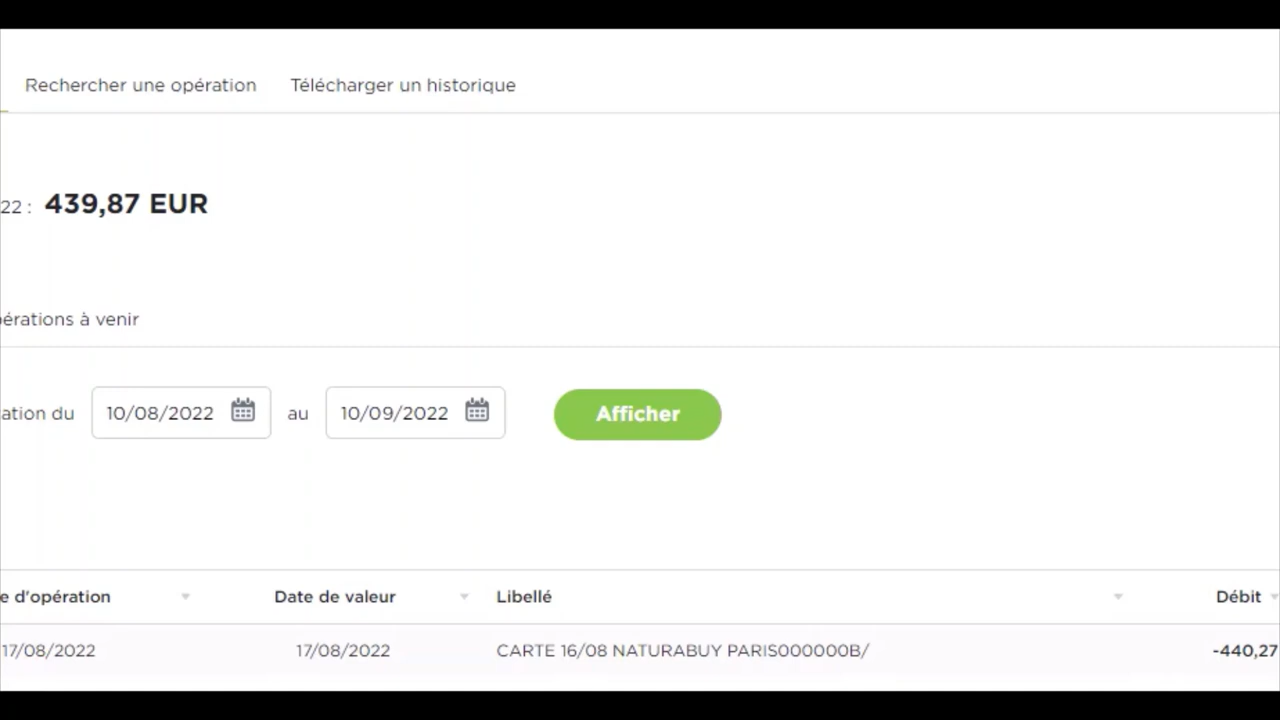 Rechercher une opération Télécharger un historique
22 : 439,87 EUR
érations à venir
ation du 10/08/2022 au 10/09/2022 Afficher
e d'opération Date de valeur Libellé Débit
17/08/2022 17/08/2022 CARTE 16/08 NATURABUY PARIS000000B/ -440,27